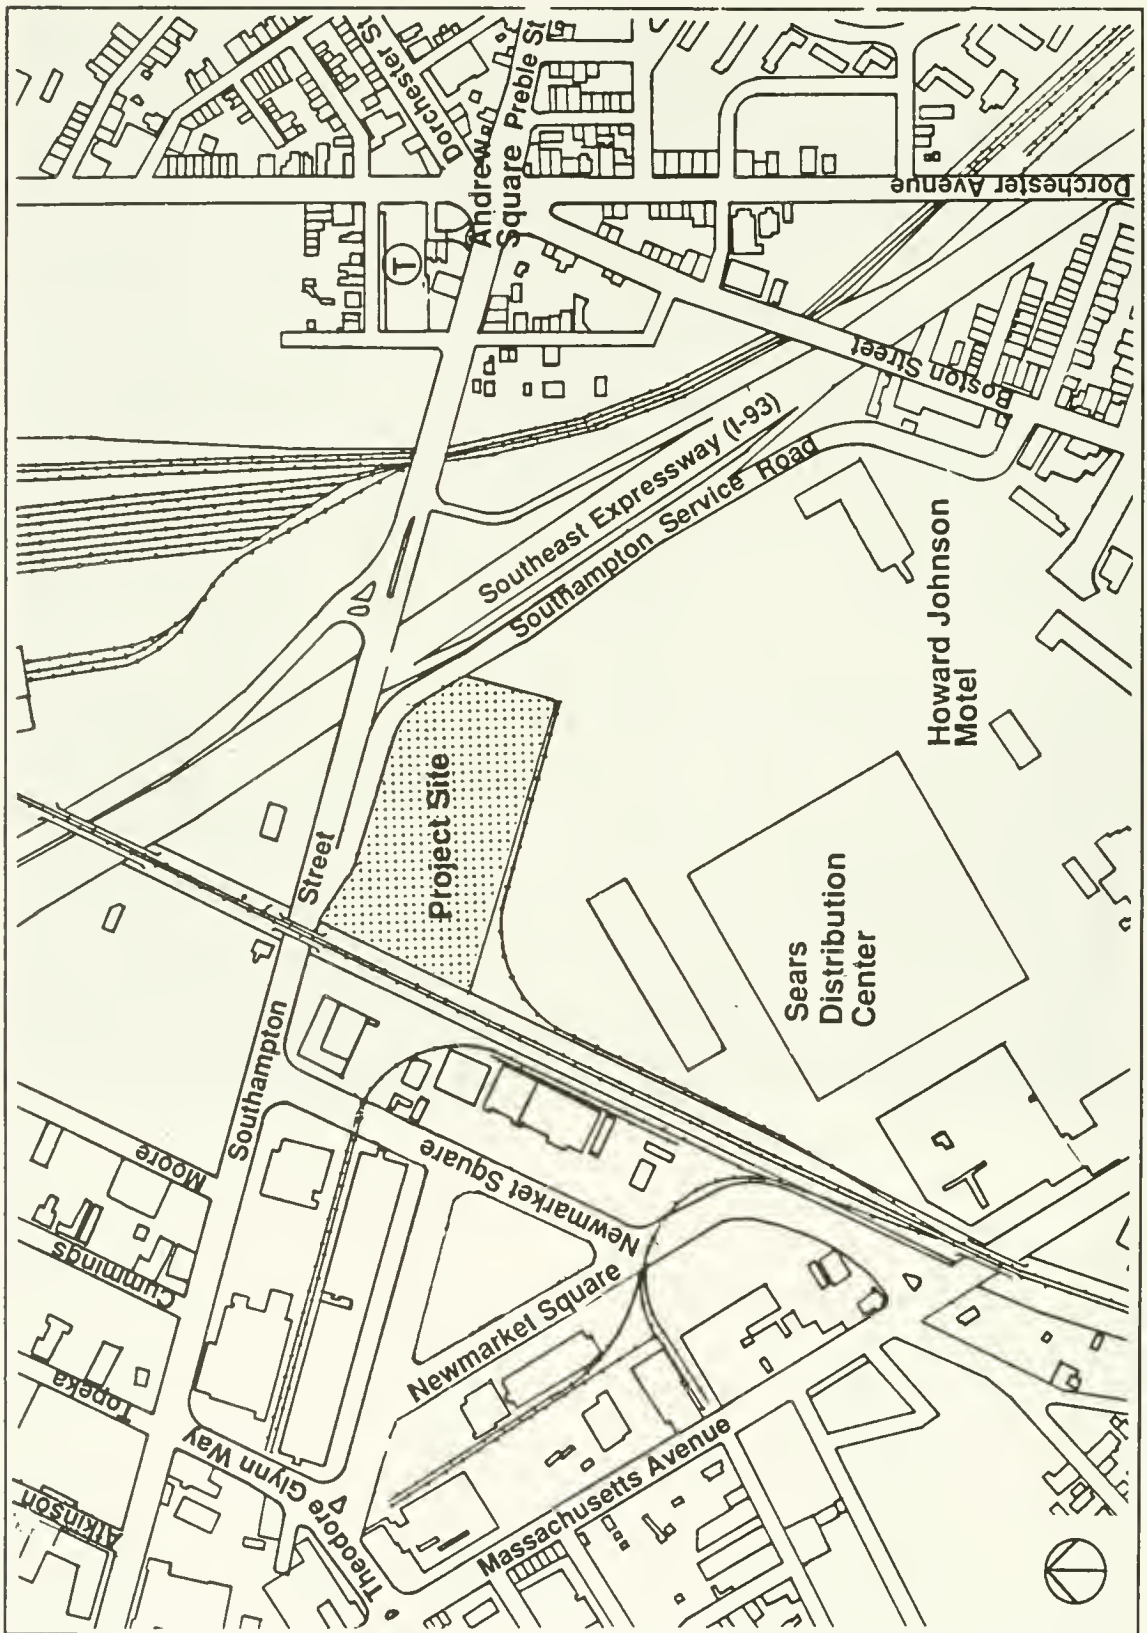 Dorchester St
Andrew
Square
Preble St
Dorchester Avenue
T
Boston Street
Southeast Expressway (I-93)
Southampton Service Road
Howard Johnson
Motel
Project Site
Street
Southampton
Sears
Distribution
Center
Moore
Cummings
Topeka
Atkinson
Newmarket Square
Newmarket Square
Theodore Glynn Way
Massachusetts Avenue